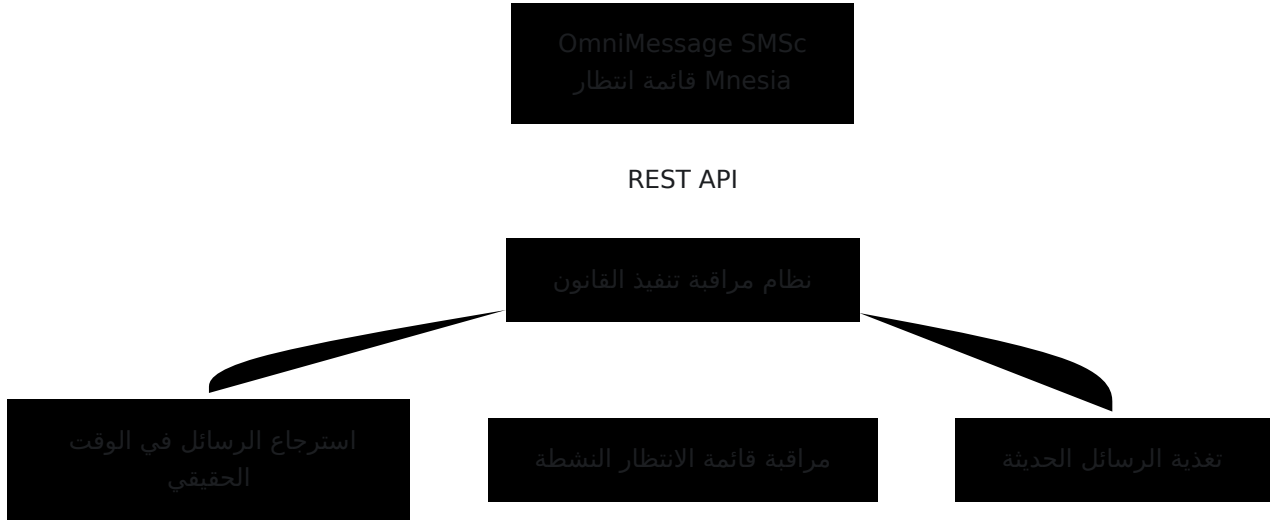 OmniMessage SMSc
Mnesia قائمة انتظار
REST API
نظام مراقبة تنفيذ القانون
استرجاع الرسائل في الوقت
الحقيقي
مراقبة قائمة الانتظار النشطة
تغذية الرسائل الحديثة